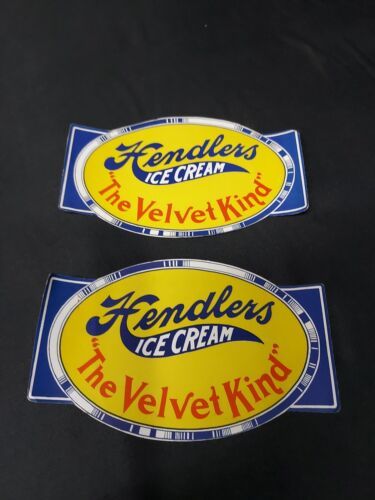 Hendlers
ICE CREAM
"The Velvet Kind"
Hendlers
ICE CREAM
"The Velvet Kind"